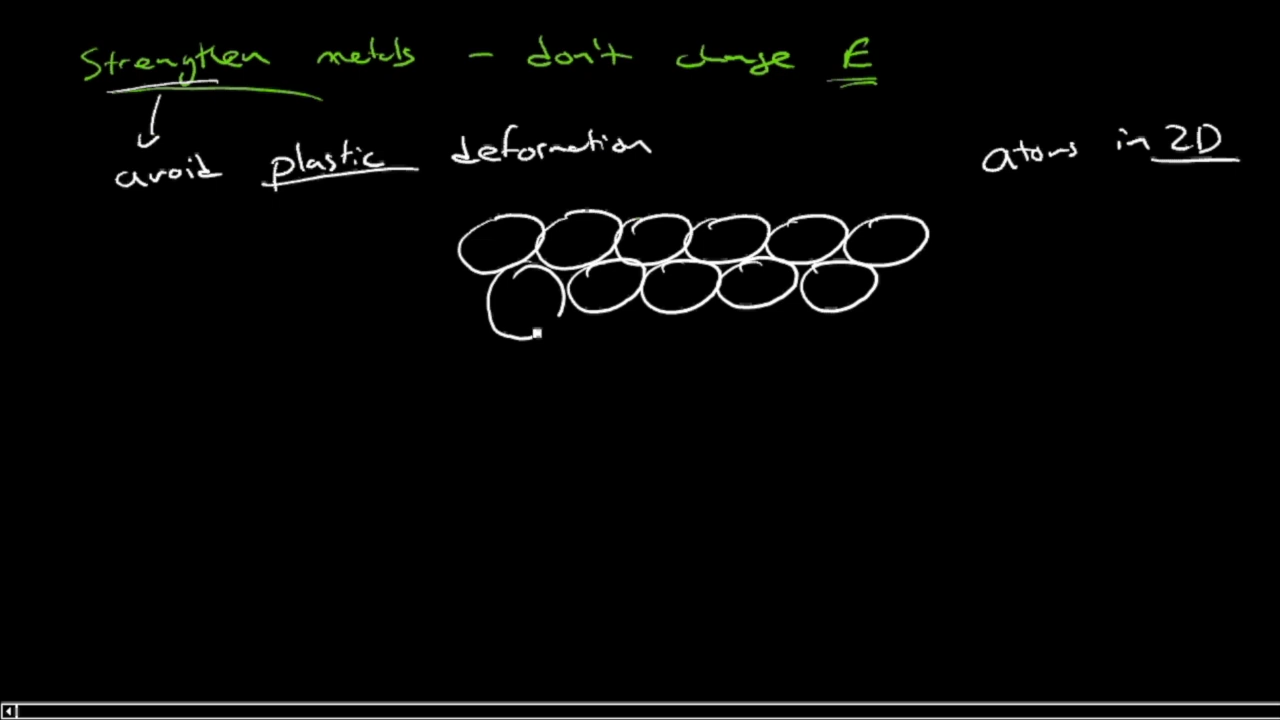 Strengthen metals - don't change E
avoid plastic deformation
atoms in 2D